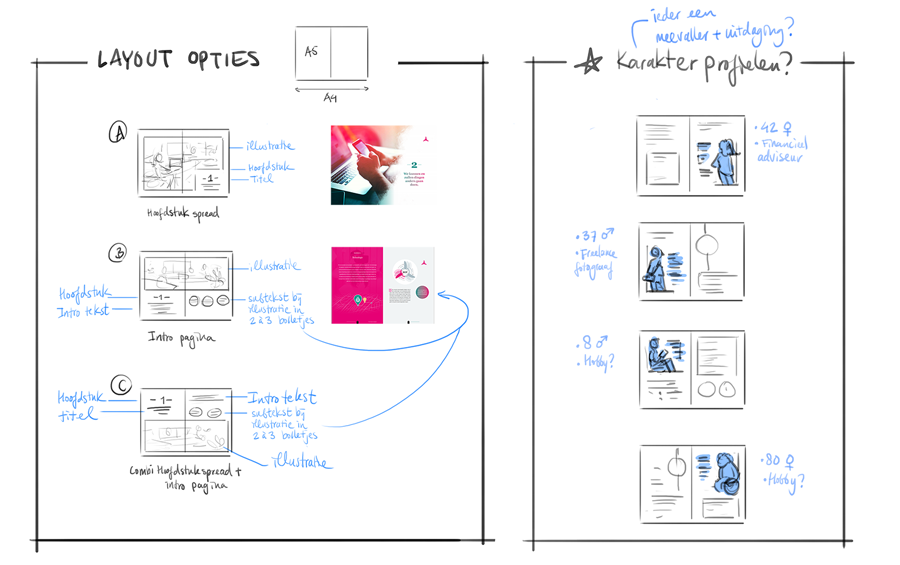 LAYOUT OPTIES
A5
A4
A
illustratie
Hoofdstuk
Titel
-1-
Hoofdstuk spread
2
B
illustratie
Hoofdstuk
Intro tekst
-1-
subtekst bij
illustratie in
2 à 3 bolletjes
Intro pagina
C
Hoofdstuk
titel
-1-
Intro tekst
subtekst bij
illustratie in
2 à 3 bolletjes
illustratie
Combi Hoofdstukspread +
intro pagina
ieder een
meevaller + uitdaging?
Karakter profielen?
• 42 ♀
• Financieel
adviseur
• 37 ♂
• Freelance
fotograaf
• 8 ♂
• Hobby?
• 80 ♀
• Hobby?